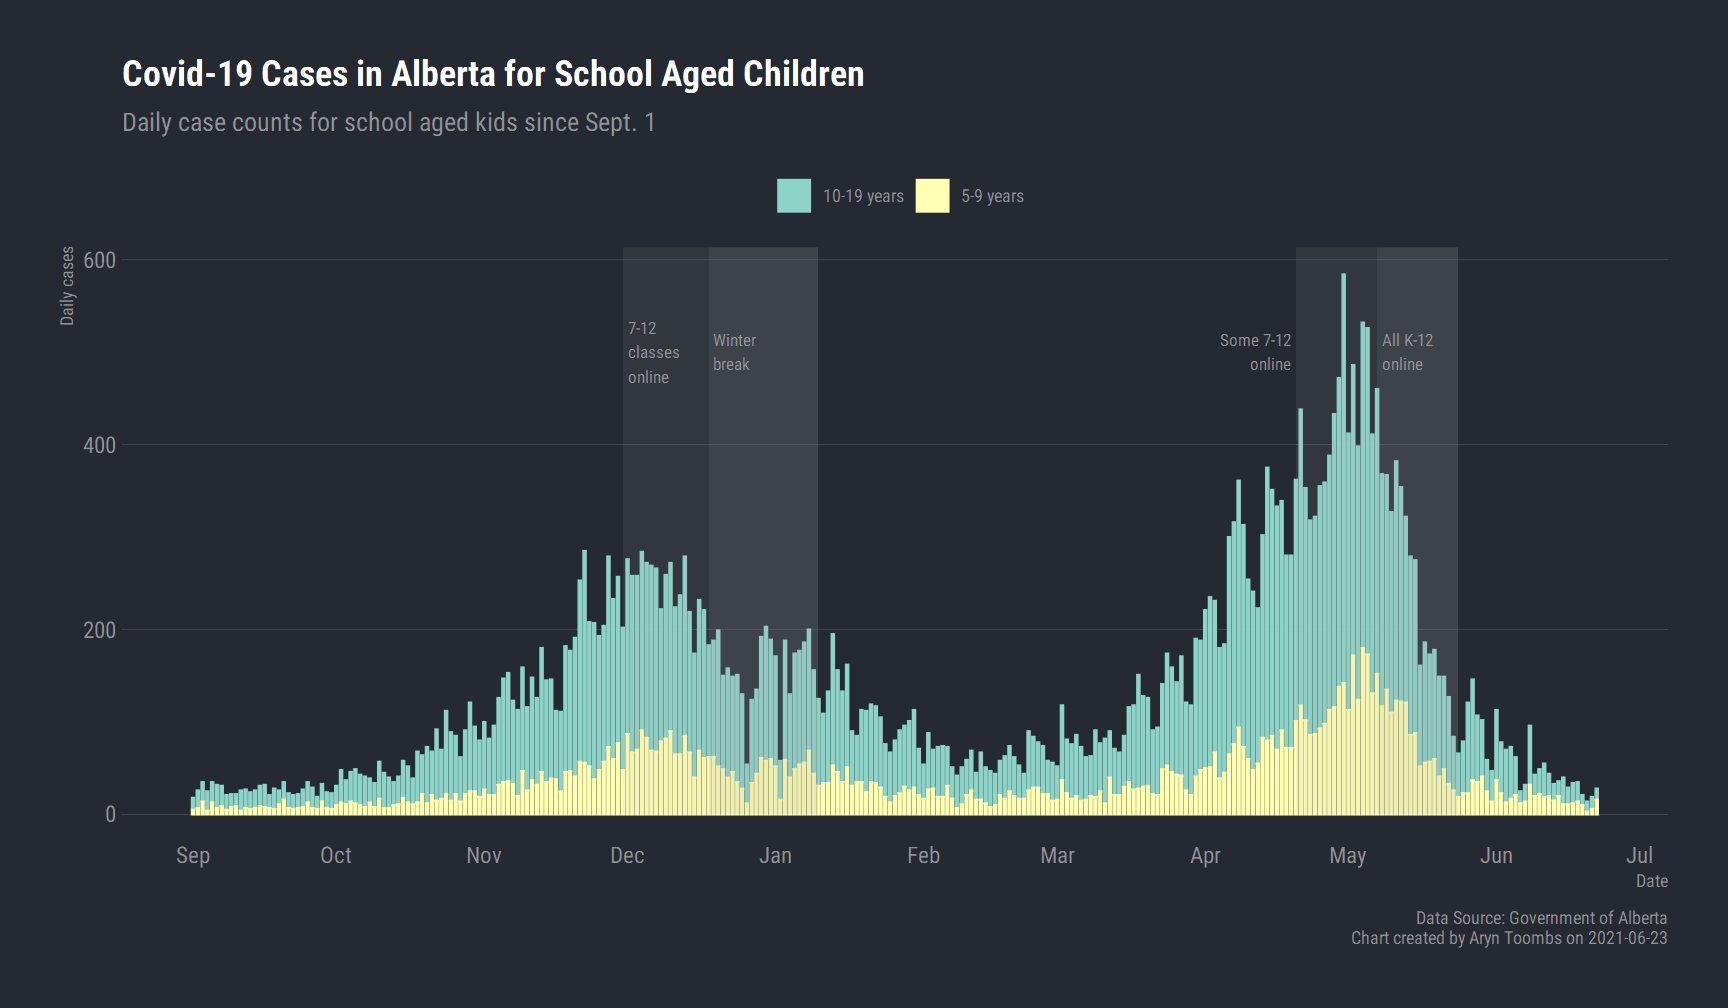 Covid-19 Cases in Alberta for School Aged Children
Daily case counts for school aged kids since Sept. 1
10-19 years
5-9 years
Daily cases
600
400
200
0
7-12
classes
online
Winter
break
Some 7-12
online
All K-12
online
Sep
Oct
Nov
Dec
Jan
Feb
Mar
Apr
May
Jun
Jul
Date
Data Source: Government of Alberta
Chart created by Aryn Toombs on 2021-06-23